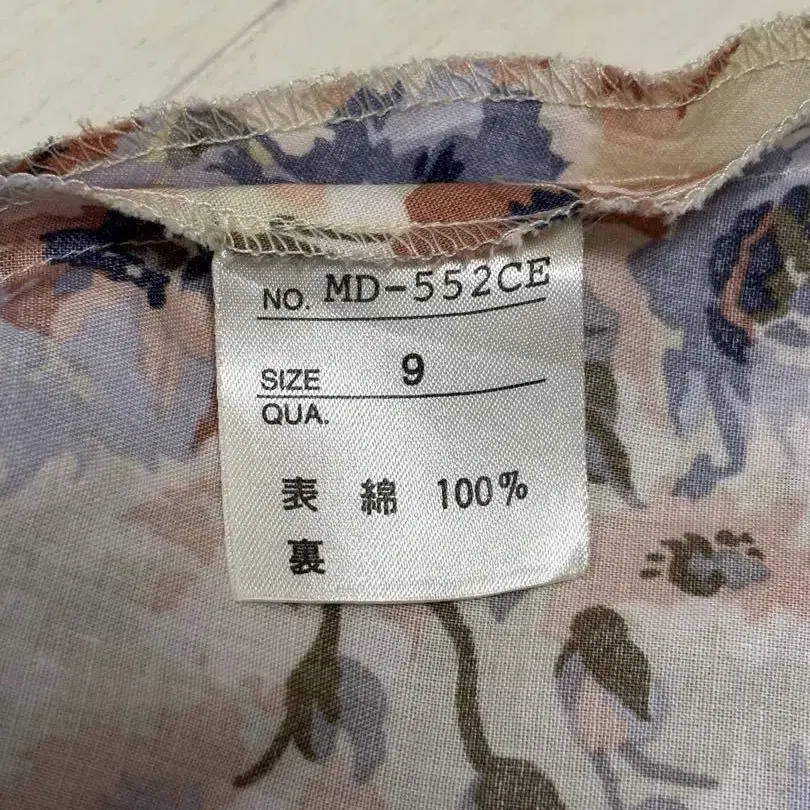 NO. MD-552CE
SIZE 9
QUA.
表 綿 100%
裏